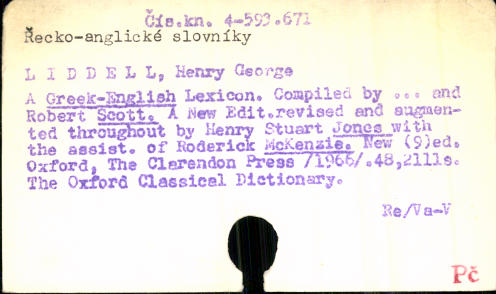 Čís.kn. 4-593.671
Řecko-anglické slovníky
L I D D E L L, Henry George
A Greek-English Lexicon. Compiled by ... and
Robert Scott. A New Edit.revised and augmen-
ted throughout by Henry Stuart Jones with
the assist. of Roderick McKenzie. New (9)ed.
Oxford, The Clarendon Press /1966/.48,2111s.
The Oxford Classical Dictionary.
Re/Va-V
Pč